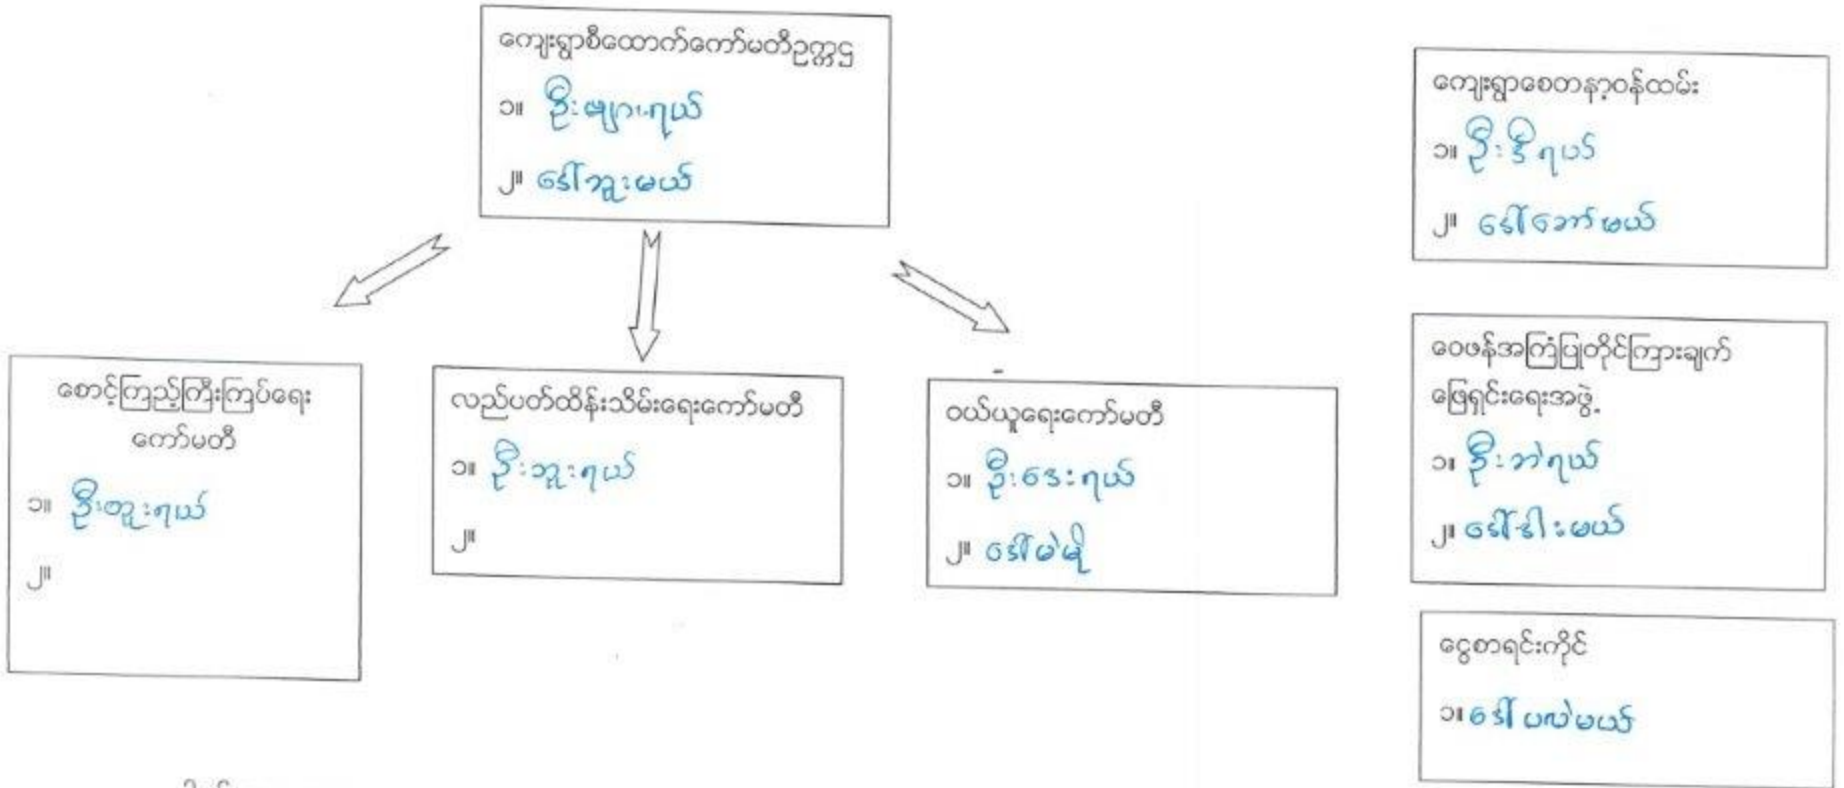 ကျေးရွာစီထောက်ကော်မတီဥက္ကဌ
၁။ ဦးဗျားရယ်
၂။ ဒေါ်ဘူးမယ်
ကျေးရွာစေတနာ့ဝန်ထမ်း
၁။ ဦးဒီရယ်
၂။ ဒေါ်အော်မယ်
စောင့်ကြည့်ကြီးကြပ်ရေး
ကော်မတီ
၁။ ဦးတူးရယ်
၂။
လည်ပတ်ထိန်းသိမ်းရေးကော်မတီ
၁။ ဦးဘူးရယ်
၂။
ဝယ်ယူရေးကော်မတီ
၁။ ဦးဒေးရယ်
၂။ ဒေါ်မဲမို
ဝေဖန်အကြံပြုတိုင်ကြားချက်
ဖြေရှင်းရေးအဖွဲ့
၁။ ဦးဘဲရယ်
၂။ ဒေါ်ဒါးမယ်
ငွေစာရင်းကိုင်
၁။ ဒေါ်ပလဲမယ်